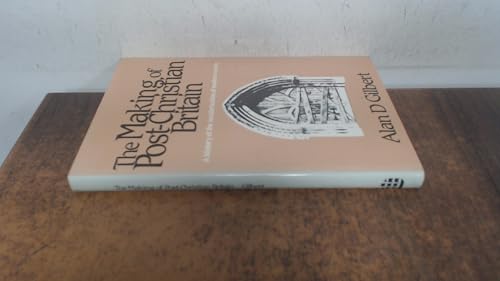 The Making of
Post-Christian
Britain
A history of the secularization of modern society
Alan D Gilbert
The Making of Post-Christian Britain Gilbert